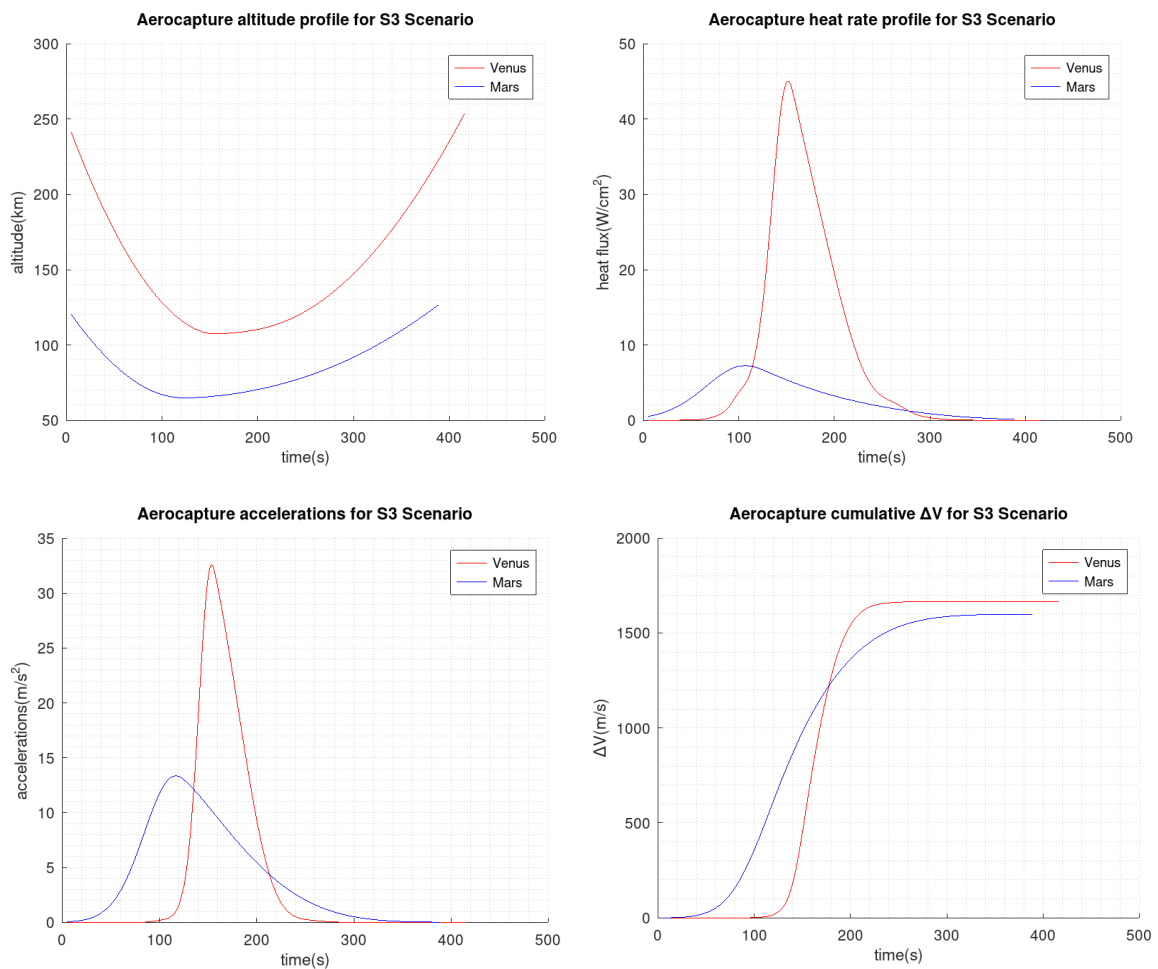 Aerocapture altitude profile for S3 Scenario
300
250
200
150
100
50
0
100
200
300
400
500
altitude(km)
time(s)
Venus
Mars
Aerocapture heat rate profile for S3 Scenario
50
40
30
20
10
0
0
100
200
300
400
500
heat flux(W/cm²)
time(s)
Venus
Mars
Aerocapture accelerations for S3 Scenario
35
30
25
20
15
10
5
0
0
100
200
300
400
500
accelerations(m/s²)
time(s)
Venus
Mars
Aerocapture cumulative ΔV for S3 Scenario
2000
1500
1000
500
0
0
100
200
300
400
500
ΔV(m/s)
time(s)
Venus
Mars